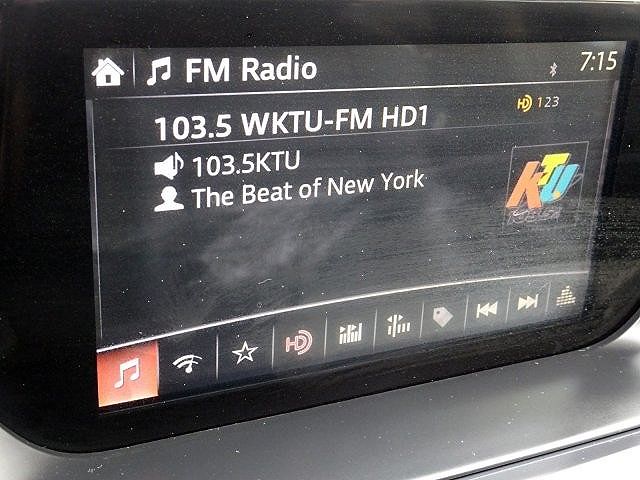 FM Radio
7:15
103.5 WKTU-FM HD1
HD 123
103.5KTU
The Beat of New York
KTU
HD